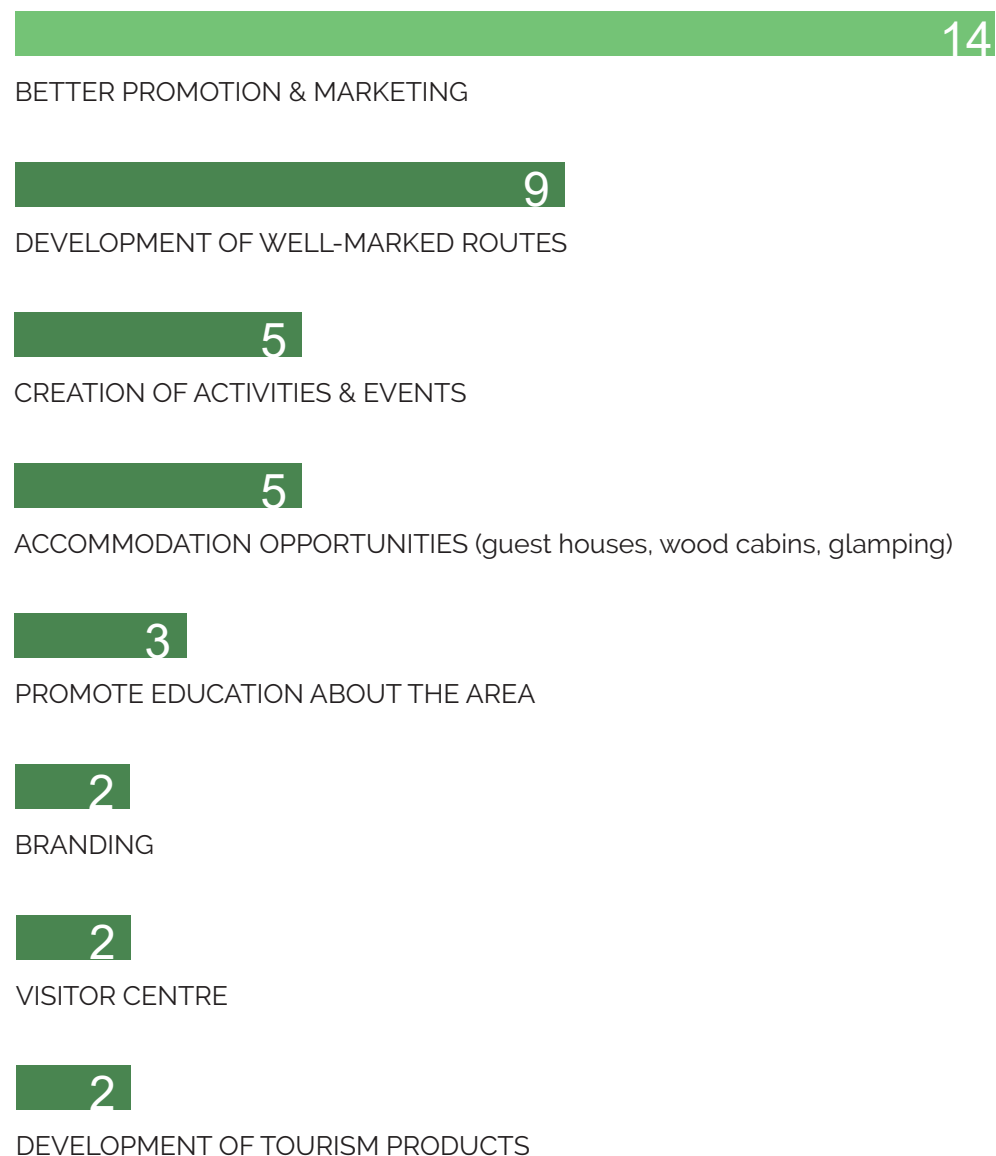 14
BETTER PROMOTION & MARKETING
9
DEVELOPMENT OF WELL-MARKED ROUTES
5
CREATION OF ACTIVITIES & EVENTS
5
ACCOMMODATION OPPORTUNITIES (guest houses, wood cabins, glamping)
3
PROMOTE EDUCATION ABOUT THE AREA
2
BRANDING
2
VISITOR CENTRE
2
DEVELOPMENT OF TOURISM PRODUCTS